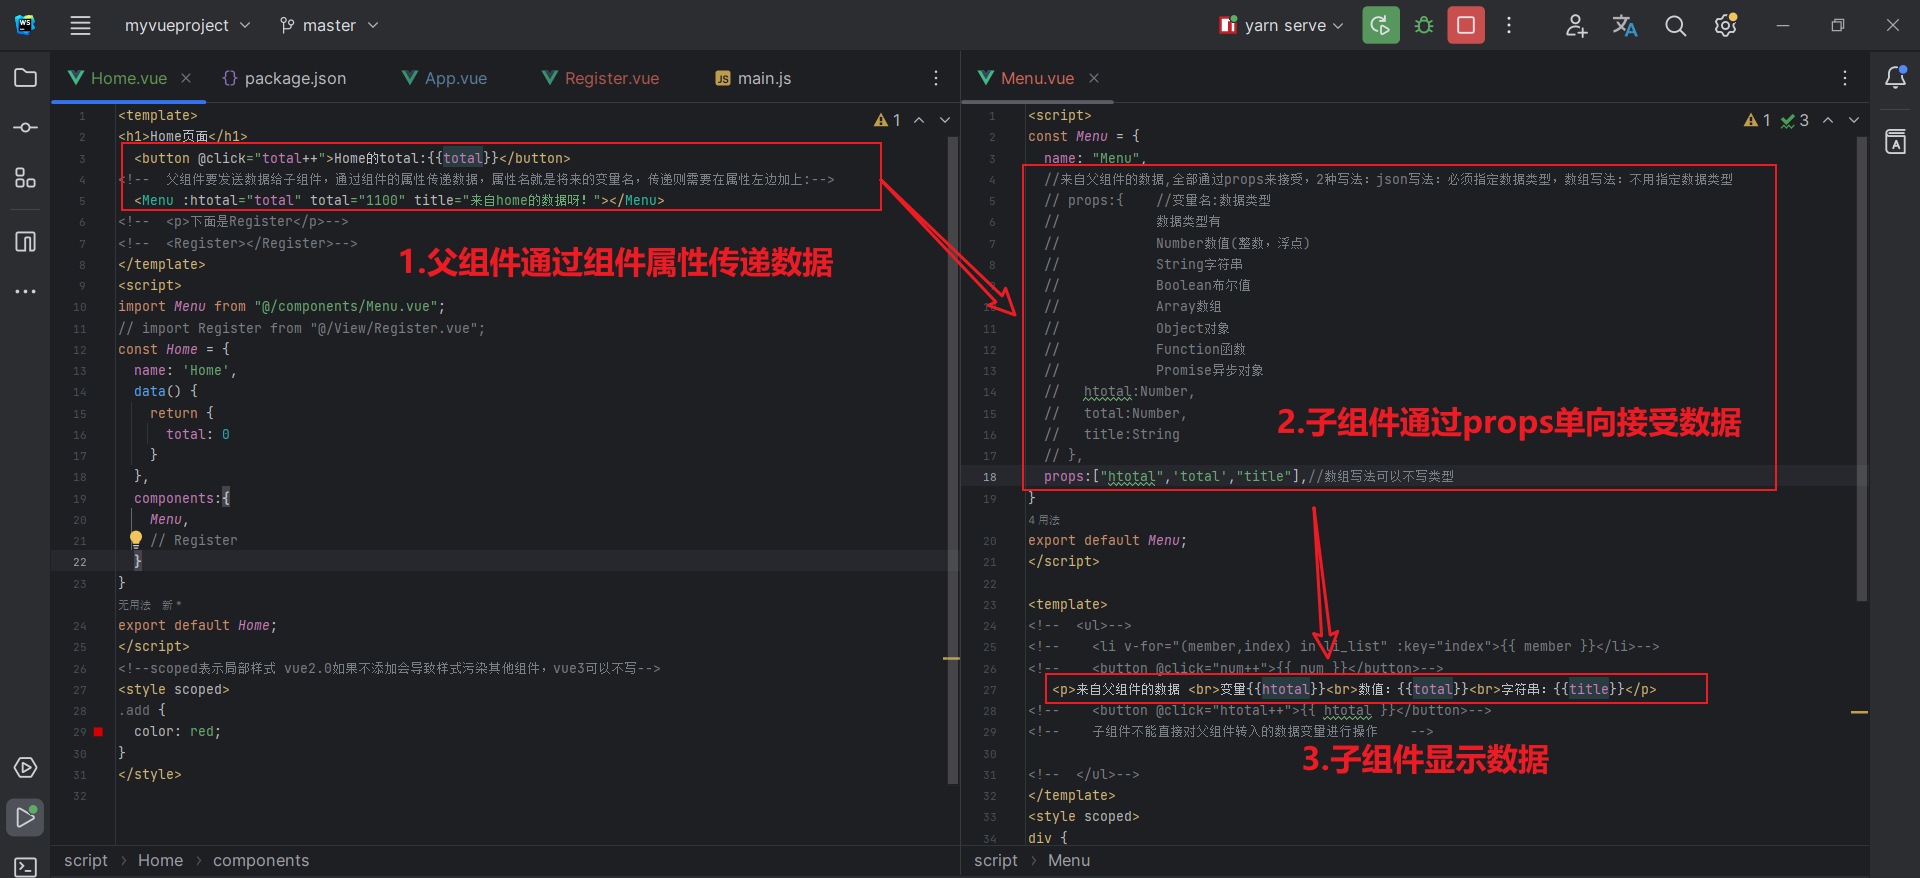 WS
myvueproject
master
yarn serve
Home.vue
package.json
App.vue
Register.vue
main.js
1 <template>
2 <h1>Home页面</h1>
3 <button @click="total++">Home的total:{{total}}</button>
4 <!--  父组件要发送数据给子组件，通过组件的属性传递数据，属性名就是将来的变量名，传递则需要在属性左边加上:-->
5 <Menu :htotal="total" total="1100" title="来自home的数据呀！"></Menu>
6 <!--  <p>下面是Register</p>-->
7 <!--  <Register></Register>-->
8 </template>
9 <script>
10 import Menu from "@/components/Menu.vue";
11 // import Register from "@/View/Register.vue";
12 const Home = {
13 name: 'Home',
14 data() {
15 return {
16 total: 0
17 }
18 },
19 components:{
20 Menu,
21 // Register
22 }
23 }
无用法  新 *
24 export default Home;
25 </script>
26 <!--scoped表示局部样式 vue2.0如果不添加会导致样式污染其他组件，vue3可以不写-->
27 <style scoped>
28 .add {
29 color: red;
30 }
31 </style>
32
1
1.父组件通过组件属性传递数据
script > Home > components
Menu.vue
1 3
1 <script>
2 const Menu = {
3 name: "Menu",
4 //来自父组件的数据,全部通过props来接受，2种写法：json写法：必须指定数据类型，数组写法：不用指定数据类型
5 // props:{    //变量名:数据类型
6 //            数据类型有
7 //            Number数值(整数，浮点)
8 //            String字符串
//            Boolean布尔值
10 //            Array数组
11 //            Object对象
12 //            Function函数
13 //            Promise异步对象
14 //   htotal:Number,
15 //   total:Number,
16 //   title:String
17 // },
18 props:["htotal",'total',"title"],//数组写法可以不写类型
19 }
4 用法
20 export default Menu;
21 </script>
22
23 <template>
24 <!--  <ul>-->
25 <!--    <li v-for="(member,index) in li_list" :key="index">{{ member }}</li>-->
26 <!--    <button @click="num++">{{ num }}</button>-->
27 <p>来自父组件的数据 <br>变量{{htotal}}<br>数值：{{total}}<br>字符串：{{title}}</p>
28 <!--    <button @click="htotal++">{{ htotal }}</button>-->
29 <!--    子组件不能直接对父组件转入的数据变量进行操作    -->
30
31 <!--  </ul>-->
32 </template>
33 <style scoped>
34 div {
2.子组件通过props单向接受数据
3.子组件显示数据
script > Menu